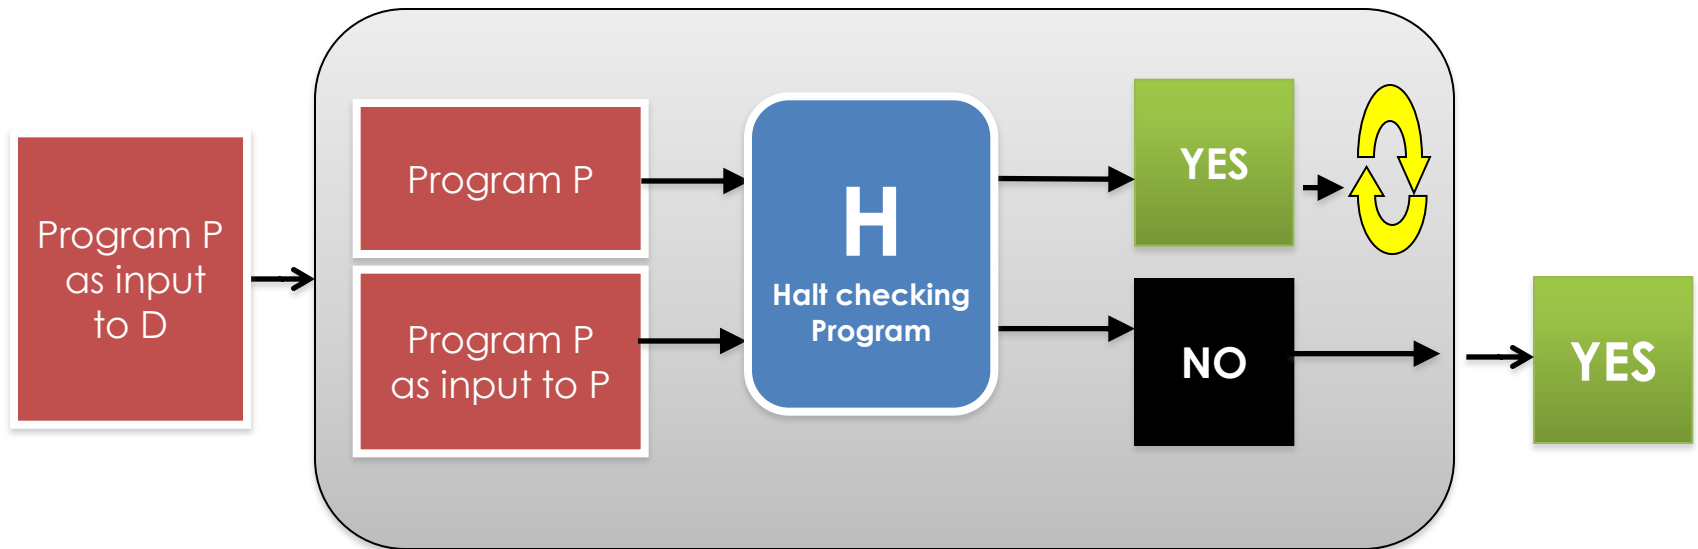 Program P
as input
to D
Program P
Program P
as input to P
H
Halt checking
Program
YES
NO
YES